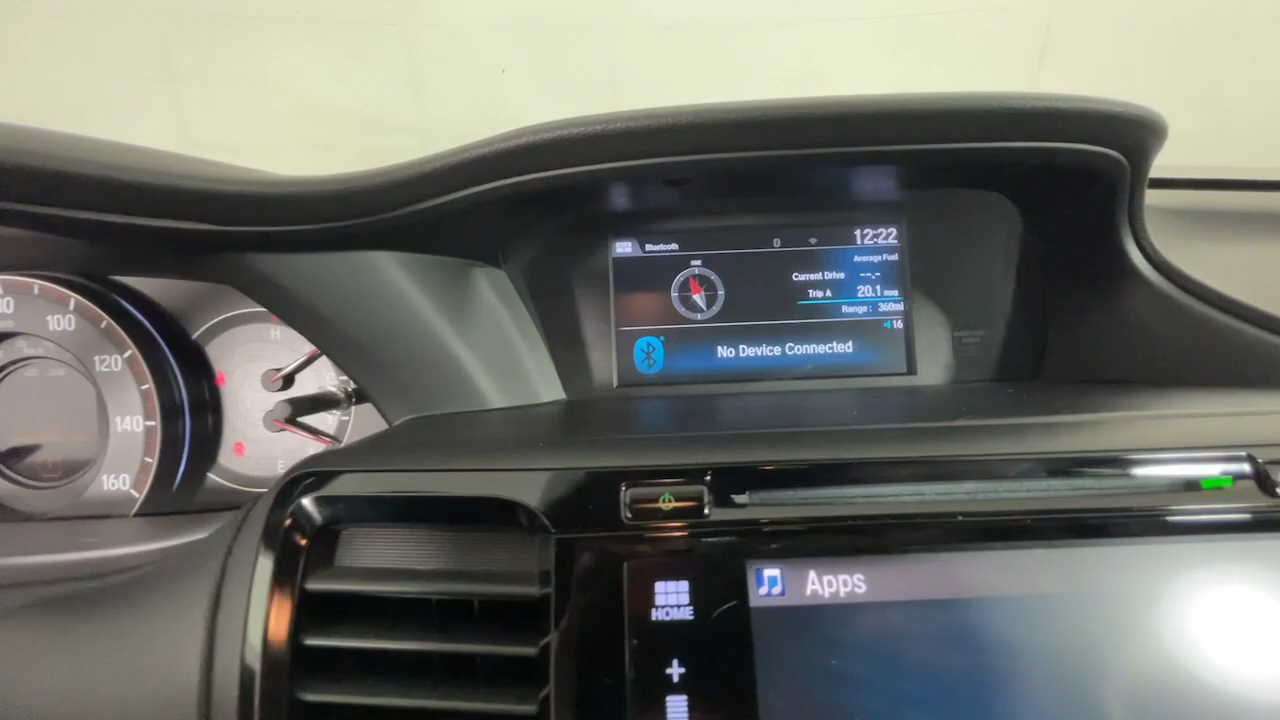 Bluetooth
12:22
Average Fuel
Current Drive --.-
Trip A 20.1 mpg
Range: 360mi
16
No Device Connected
100
120
140
160
H
E
HOME
+
Apps